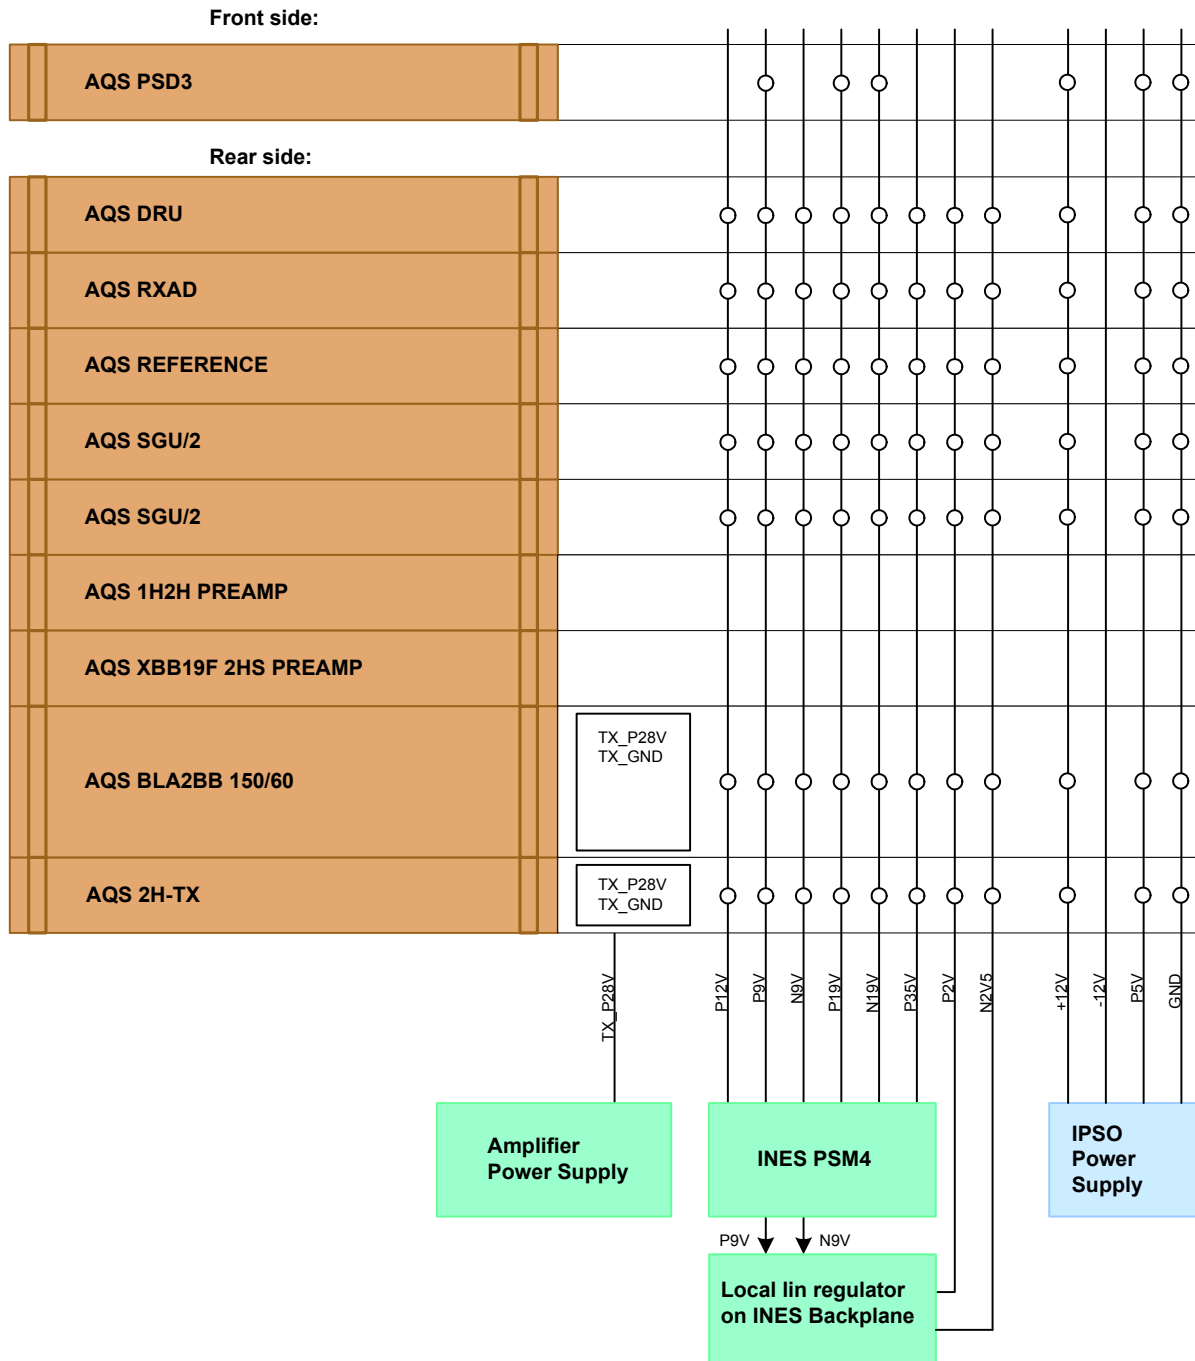 Front side:
AQS PSD3
Rear side:
AQS DRU
AQS RXAD
AQS REFERENCE
AQS SGU/2
AQS SGU/2
AQS 1H2H PREAMP
AQS XBB19F 2HS PREAMP
TX_P28V
TX_GND
AQS BLA2BB 150/60
AQS 2H-TX
TX_P28V
TX_GND
TX_P28V
P12V
P9V
N9V
P19V
N19V
P35V
P2V
N2V5
+12V
-12V
P5V
GND
Amplifier
Power Supply
INES PSM4
IPSO
Power
Supply
P9V
N9V
Local lin regulator
on INES Backplane